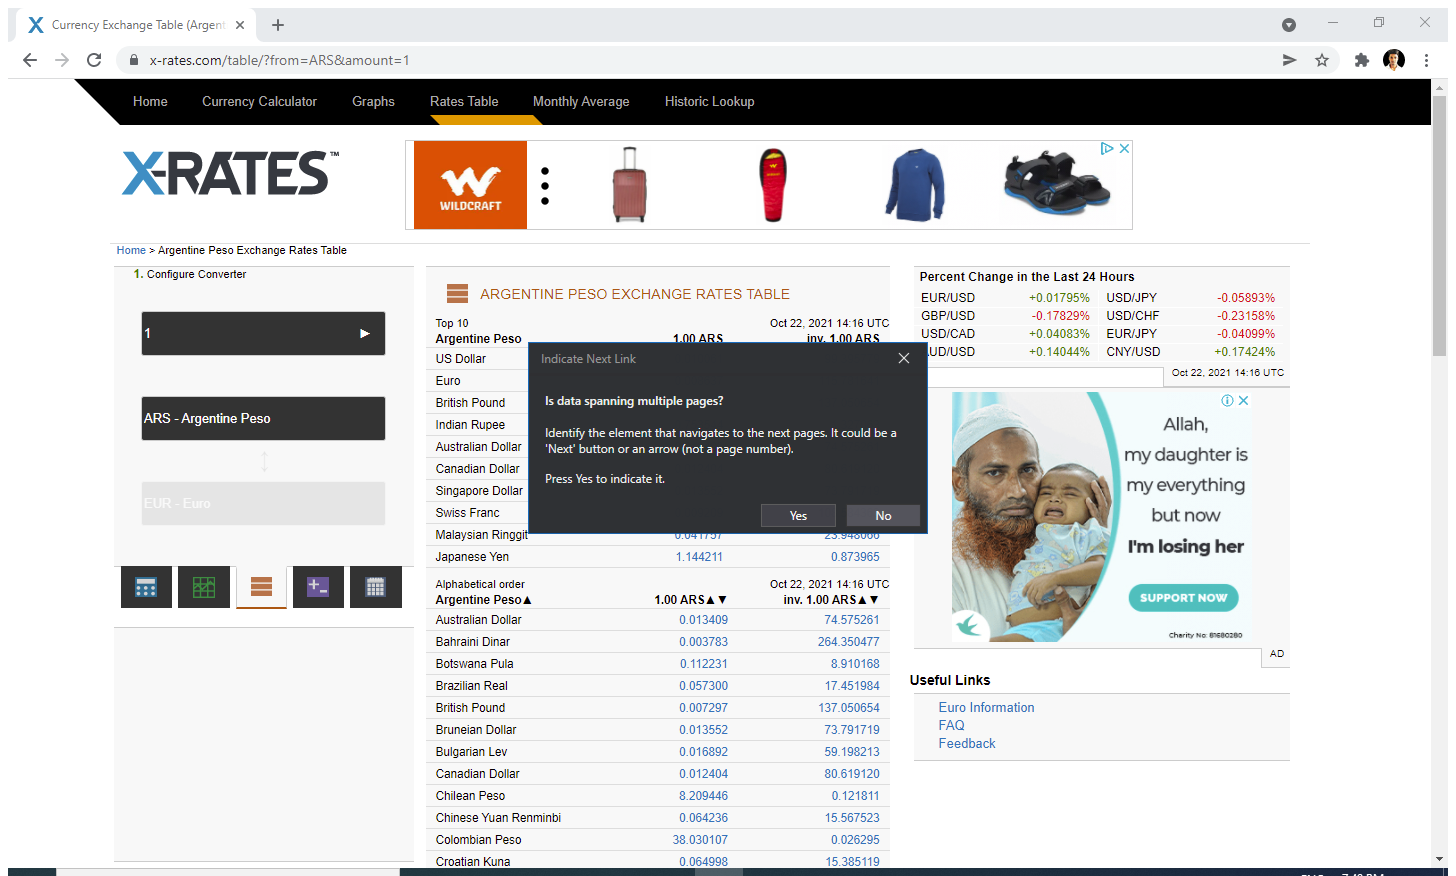 Currency Exchange Table (Argent
x-rates.com/table/?from=ARS&amount=1
Home Currency Calculator Graphs Rates Table Monthly Average Historic Lookup
X-RATES™
WILDCRAFT
Home > Argentine Peso Exchange Rates Table
1. Configure Converter
1
ARS - Argentine Peso
EUR - Euro
ARGENTINE PESO EXCHANGE RATES TABLE
Top 10 Oct 22, 2021 14:16 UTC
Argentine Peso 1.00 ARS inv. 1.00 ARS
US Dollar
Euro
British Pound
Indian Rupee
Australian Dollar
Canadian Dollar
Singapore Dollar
Swiss Franc
Malaysian Ringgit 0.041757 23.948066
Japanese Yen 1.144211 0.873965
Indicate Next Link
Is data spanning multiple pages?
Identify the element that navigates to the next pages. It could be a
'Next' button or an arrow (not a page number).
Press Yes to indicate it.
Yes No
Alphabetical order Oct 22, 2021 14:16 UTC
Argentine Peso▲ 1.00 ARS▲▼ inv. 1.00 ARS▲▼
Australian Dollar 0.013409 74.575261
Bahraini Dinar 0.003783 264.350477
Botswana Pula 0.112231 8.910168
Brazilian Real 0.057300 17.451984
British Pound 0.007297 137.050654
Bruneian Dollar 0.013552 73.791719
Bulgarian Lev 0.016892 59.198213
Canadian Dollar 0.012404 80.619120
Chilean Peso 8.209446 0.121811
Chinese Yuan Renminbi 0.064236 15.567523
Colombian Peso 38.030107 0.026295
Croatian Kuna 0.064998 15.385119
Percent Change in the Last 24 Hours
EUR/USD +0.01795% USD/JPY -0.05893%
GBP/USD -0.17829% USD/CHF -0.23158%
USD/CAD +0.04083% EUR/JPY -0.04099%
UD/USD +0.14044% CNY/USD +0.17424%
Oct 22, 2021 14:16 UTC
Allah,
my daughter is
my everything
but now
I'm losing her
SUPPORT NOW
Charity No: 81680280
AD
Useful Links
Euro Information
FAQ
Feedback